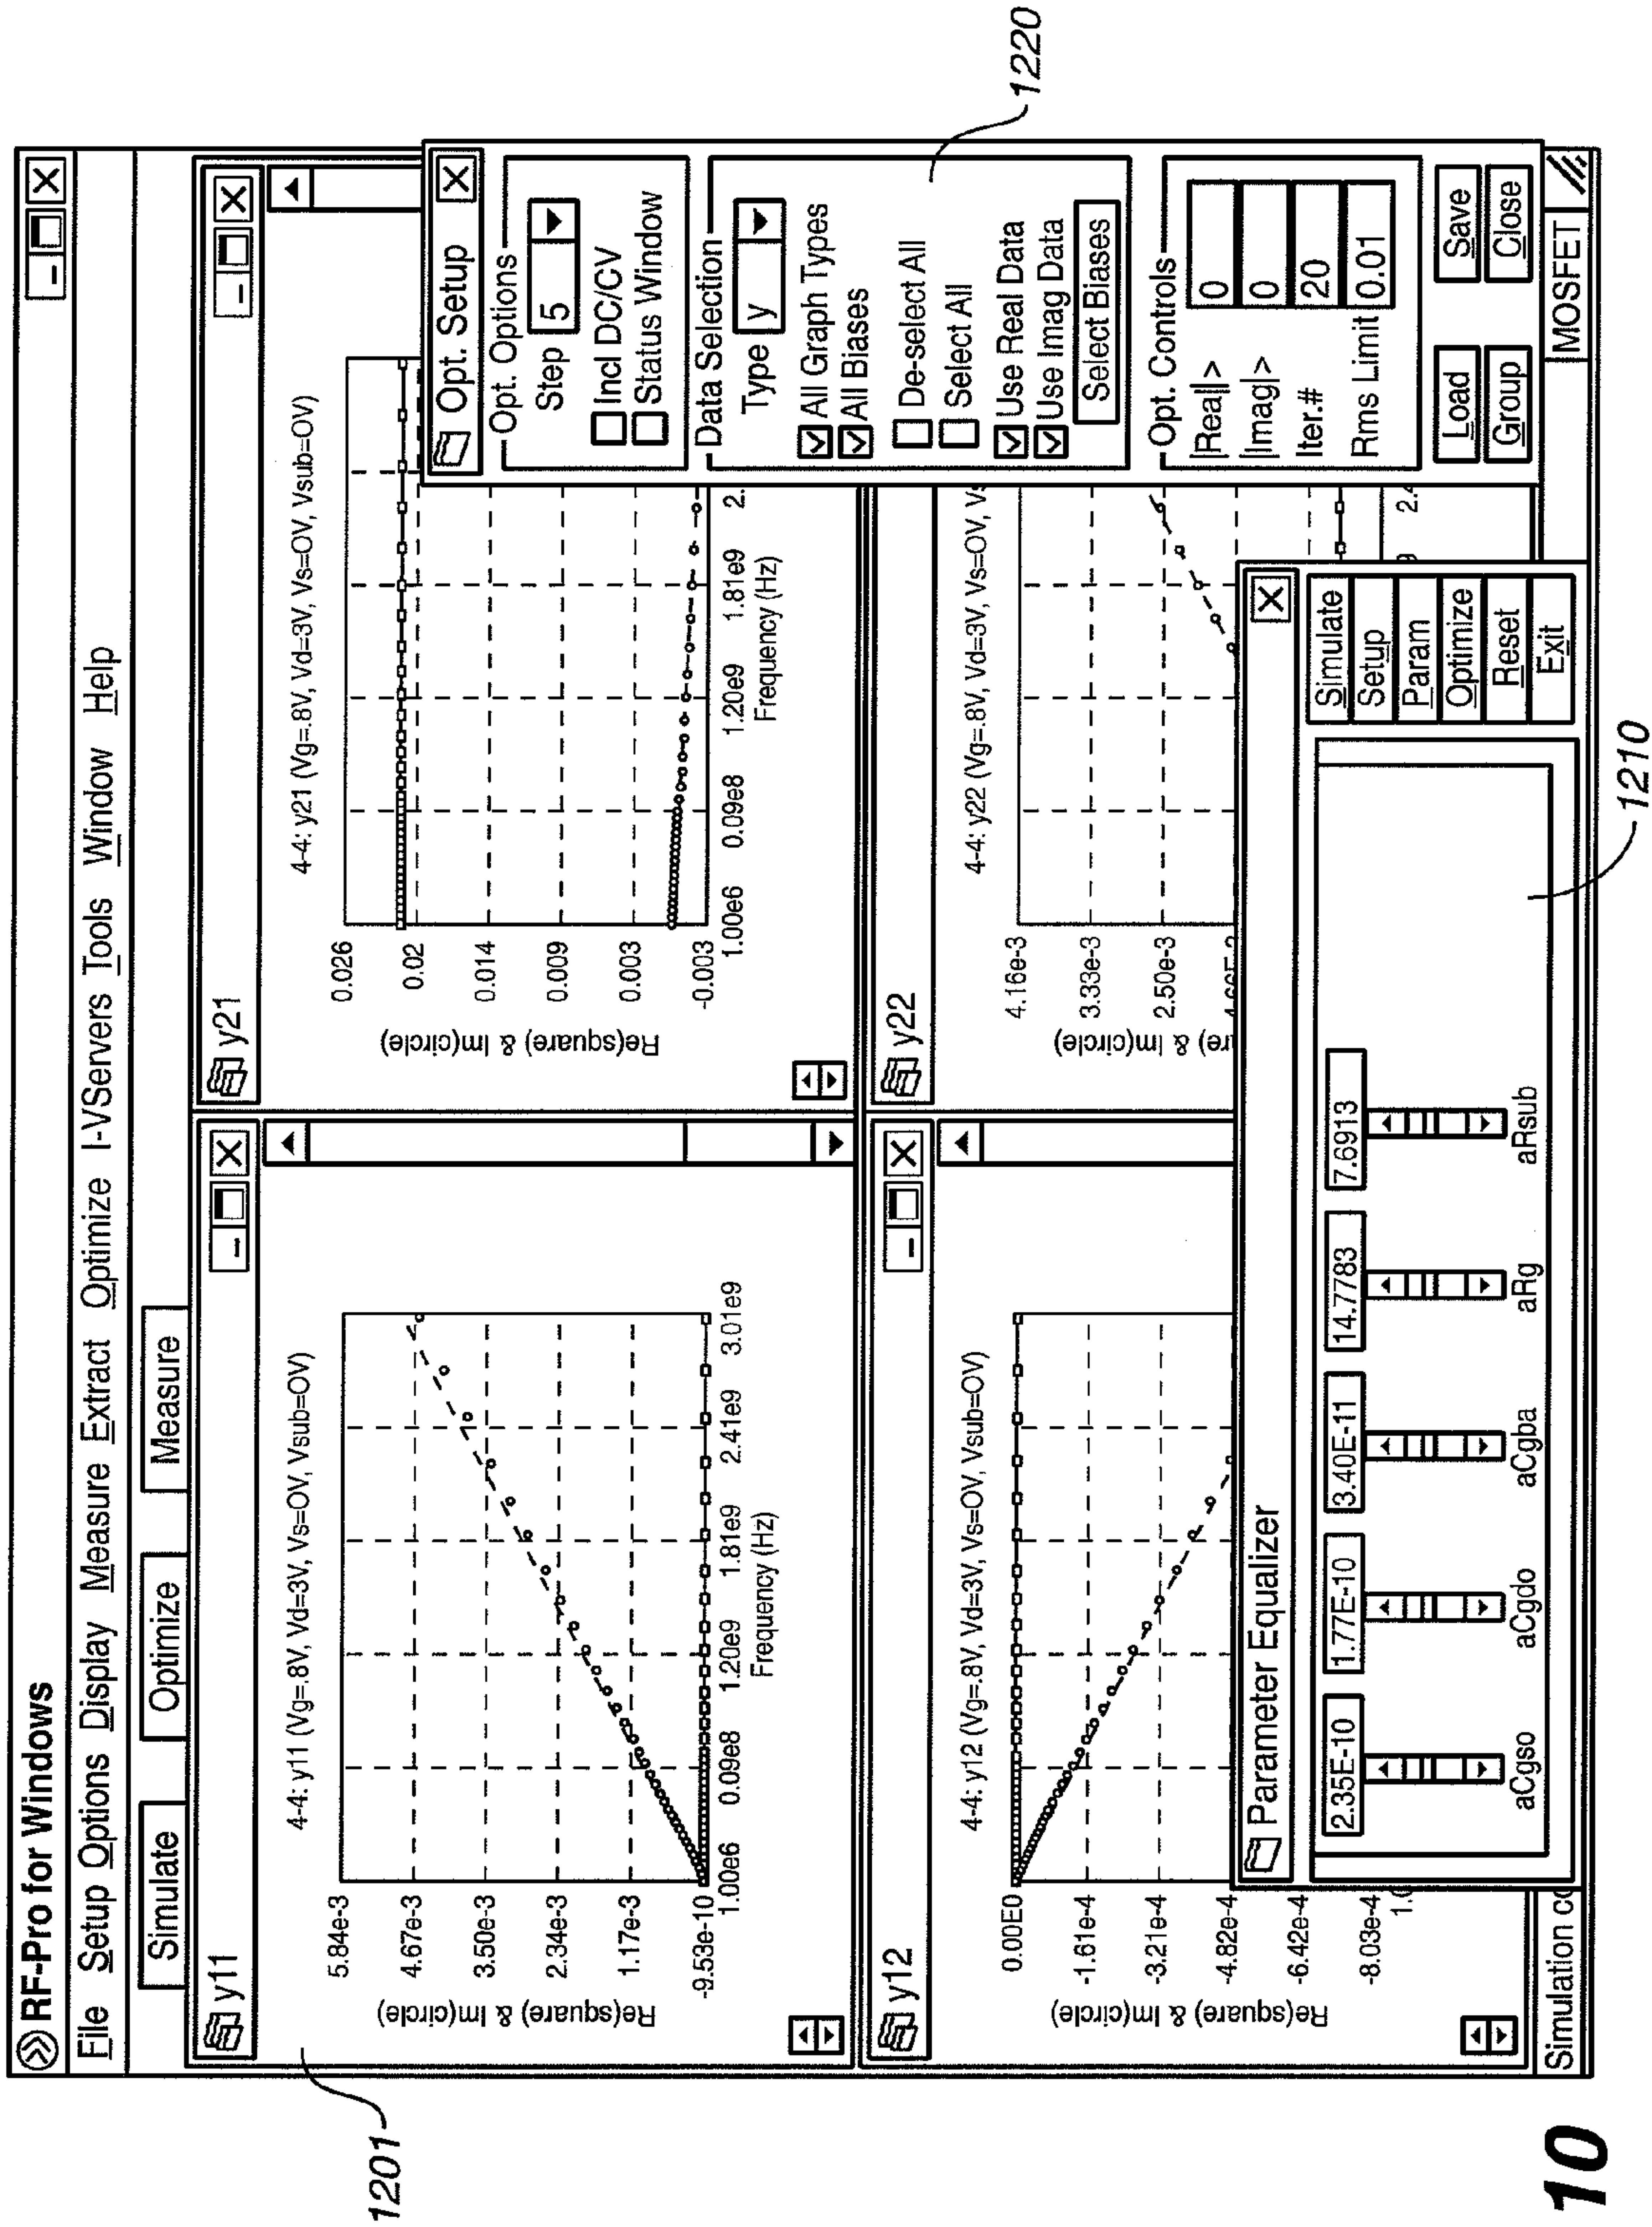 RF-Pro for Windows
File Setup Options Display Measure Extract Optimize I-VServers Tools Window Help
Simulate Optimize Measure
y11
4-4: y11 (Vg=.8V, Vd=3V, Vs=OV, Vsub=OV)
Re(square) & Im(circle)
5.84e-3
4.67e-3
3.50e-3
2.34e-3
1.17e-3
-9.53e-10
1.00e6 0.09e8 1.20e9 1.81e9 2.41e9 3.01e9
Frequency (Hz)
y21
4-4: y21 (Vg=.8V, Vd=3V, Vs=OV, Vsub=OV)
Re(square) & Im(circle)
0.026
0.02
0.014
0.009
0.003
-0.003
1.00e6 0.09e8 1.20e9 1.81e9 2.
Frequency (Hz)
y12
4-4: y12 (Vg=.8V, Vd=3V, Vs=OV, Vsub=OV)
Re(square) & Im(circle)
0.00E0
-1.61e-4
-3.21e-4
-4.82e-4
-6.42e-4
-8.03e-4
1.0
y22
4-4: y22 (Vg=.8V, Vd=3V, Vs=OV, Vs
are) & Im(circle)
4.16e-3
3.33e-3
2.50e-3
2.4
Opt. Setup
Opt. Options
Step 5
Incl DC/CV
Status Window
Data Selection
Type y
All Graph Types
All Biases
De-select All
Select All
Use Real Data
Use Imag Data
Select Biases
Opt. Controls
|Real|> 0
|Imag|> 0
Iter.# 20
Rms Limit 0.01
Load Save
Group Close
Parameter Equalizer
2.35E-10 1.77E-10 3.40E-11 14.7783 7.6913
aCgso aCgdo aCgba aRg aRsub
Simulate
Setup
Param
Optimize
Reset
Exit
Simulation co
MOSFET
1201
1220
1210
10